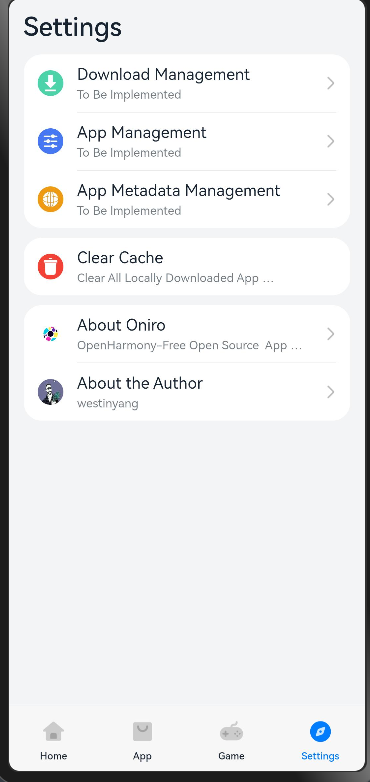 Settings
Download Management
To Be Implemented
App Management
To Be Implemented
App Metadata Management
To Be Implemented
Clear Cache
Clear All Locally Downloaded App ...
About Oniro
OpenHarmony-Free Open Source App ...
About the Author
westinyang
Home App Game Settings